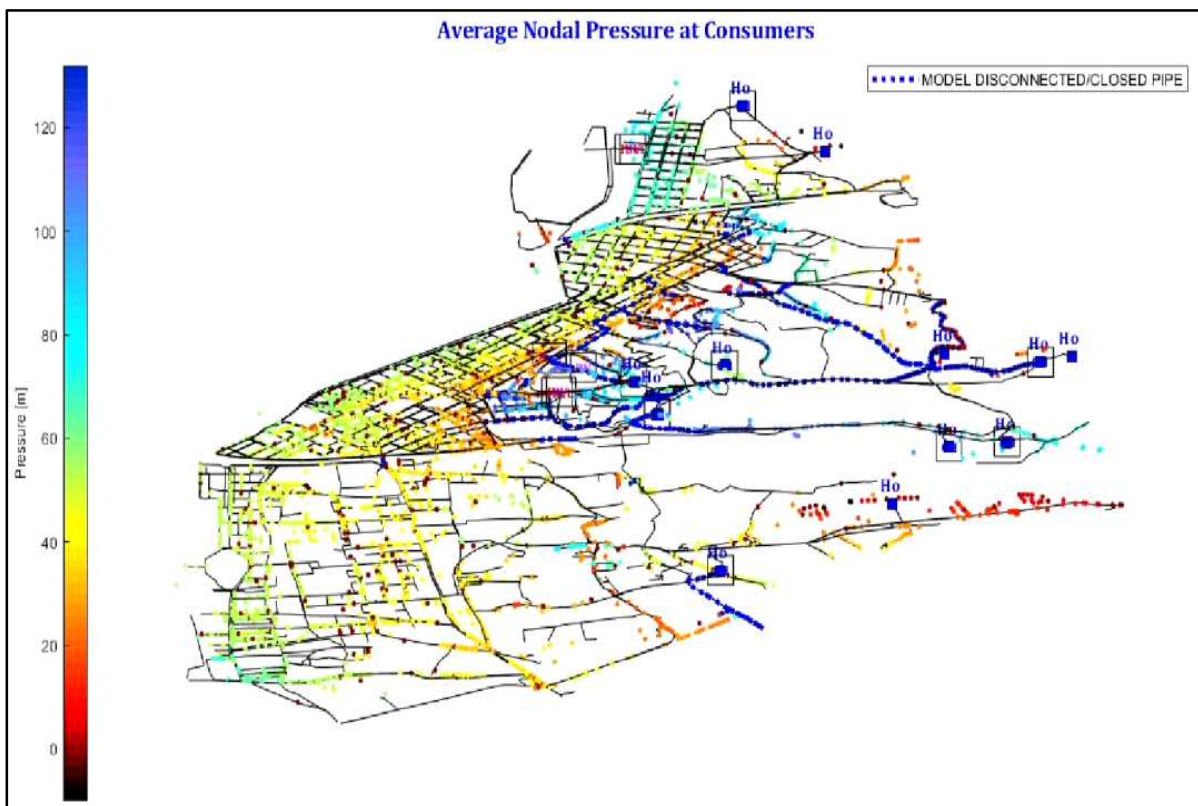 Average Nodal Pressure at Consumers
MODEL DISCONNECTED/CLOSED PIPE
Pressure [m]
120
100
80
60
40
20
0
Ho
Ho
Ho
Ho
Ho
Ho
Ho
Ho
Ho
Ho
Ho
Ho